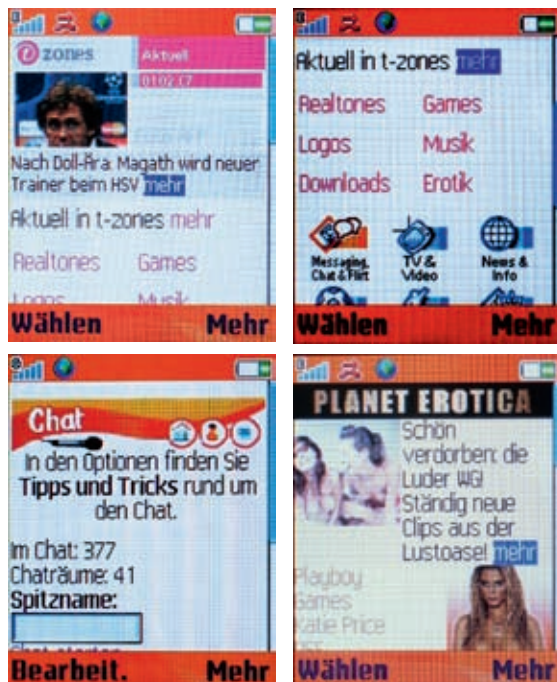 zones
Aktuell
01.02.07
Nach Doll-Ära: Magath wird neuer
Trainer beim HSV mehr
Aktuell in t-zones mehr
Realtones Games
Logos Musik
Wählen Mehr
Aktuell in t-zones mehr
Realtones Games
Logos Musik
Downloads Erotik
Messaging, Chat & Flirt
TV & Video
News & Info
Wählen Mehr
Chat
In den Optionen finden Sie
Tipps und Tricks rund um
den Chat.
Im Chat: 377
Chaträume: 41
Spitzname:
Chat starten
Bearbeit. Mehr
PLANET EROTICA
Schön
verdorben: die
Luder WG!
Ständig neue
Clips aus der
Lustoase! mehr
Playboy
Games
Katie Price
Wählen Mehr